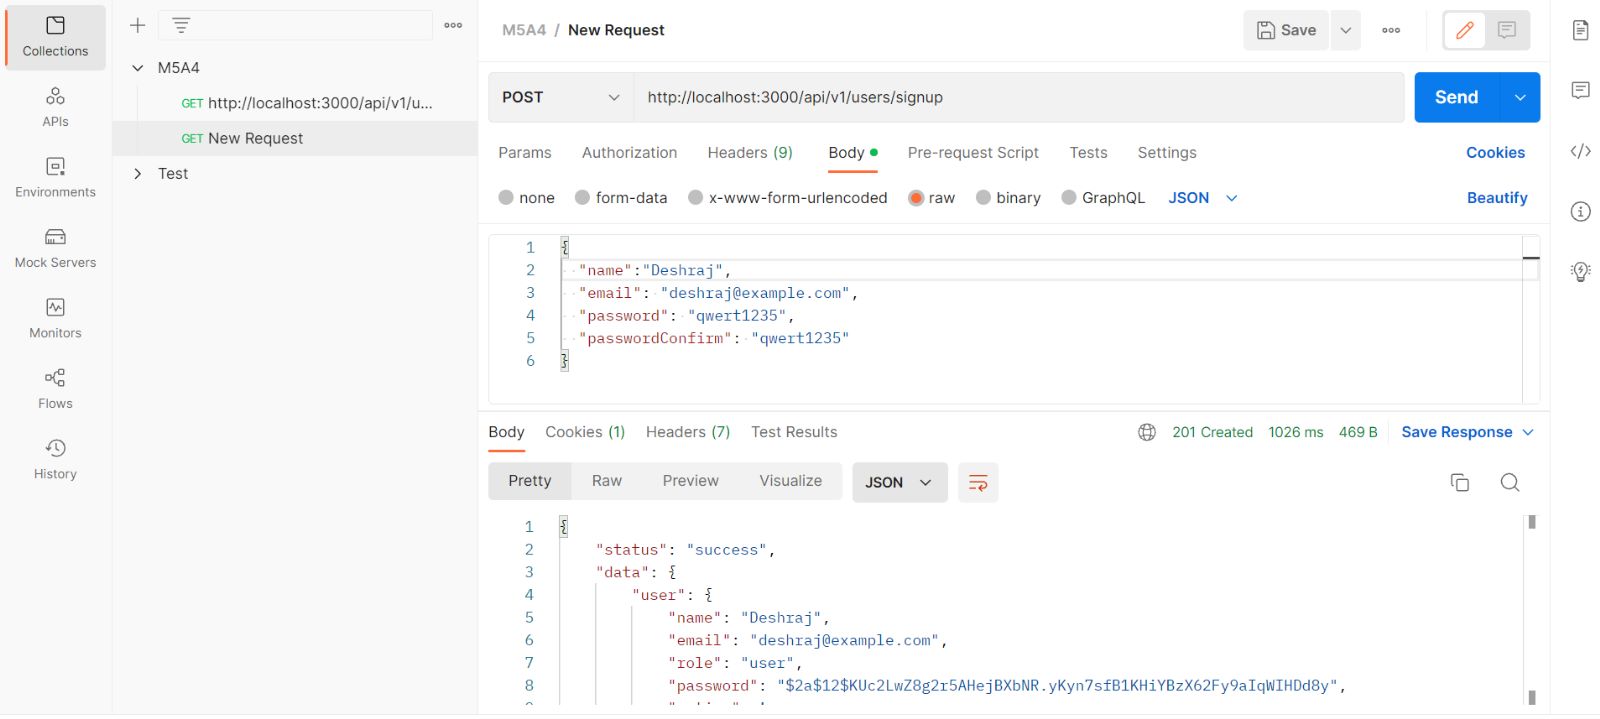 Collections
APIs
Environments
Mock Servers
Monitors
Flows
History
M5A4
GET http://localhost:3000/api/v1/u...
GET New Request
Test
M5A4 / New Request
Save
POST
http://localhost:3000/api/v1/users/signup
Send
Params Authorization Headers (9) Body Pre-request Script Tests Settings Cookies
none form-data x-www-form-urlencoded raw binary GraphQL JSON Beautify
1 {
2 "name":"Deshraj",
3 "email": "deshraj@example.com",
4 "password": "qwert1235",
5 "passwordConfirm": "qwert1235"
6 }
Body Cookies (1) Headers (7) Test Results 201 Created 1026 ms 469 B Save Response
Pretty Raw Preview Visualize JSON
1 {
2 "status": "success",
3 "data": {
4 "user": {
5 "name": "Deshraj",
6 "email": "deshraj@example.com",
7 "role": "user",
8 "password": "$2a$12$KUc2LwZ8g2r5AHejBXbNR.yKyn7sfB1KHiYBzX62Fy9aIqWIHDd8y",